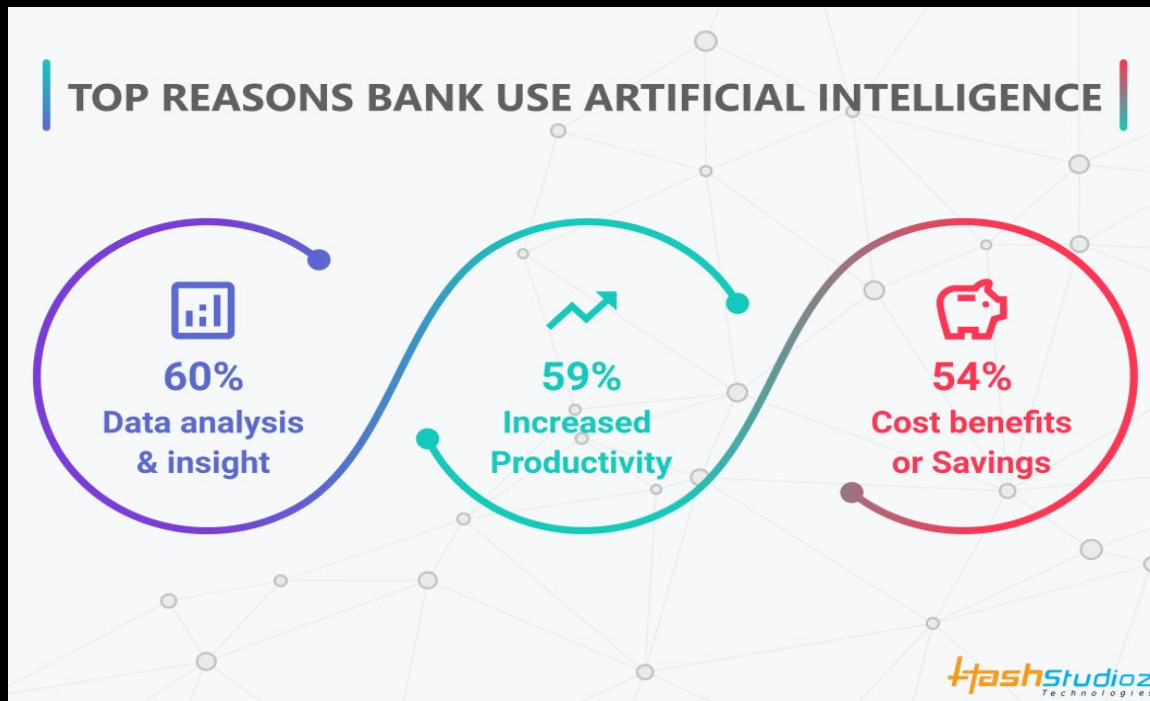 TOP REASONS BANK USE ARTIFICIAL INTELLIGENCE
60%
Data analysis
& insight
59%
Increased
Productivity
54%
Cost benefits
or Savings
HashStudioz
Technologies